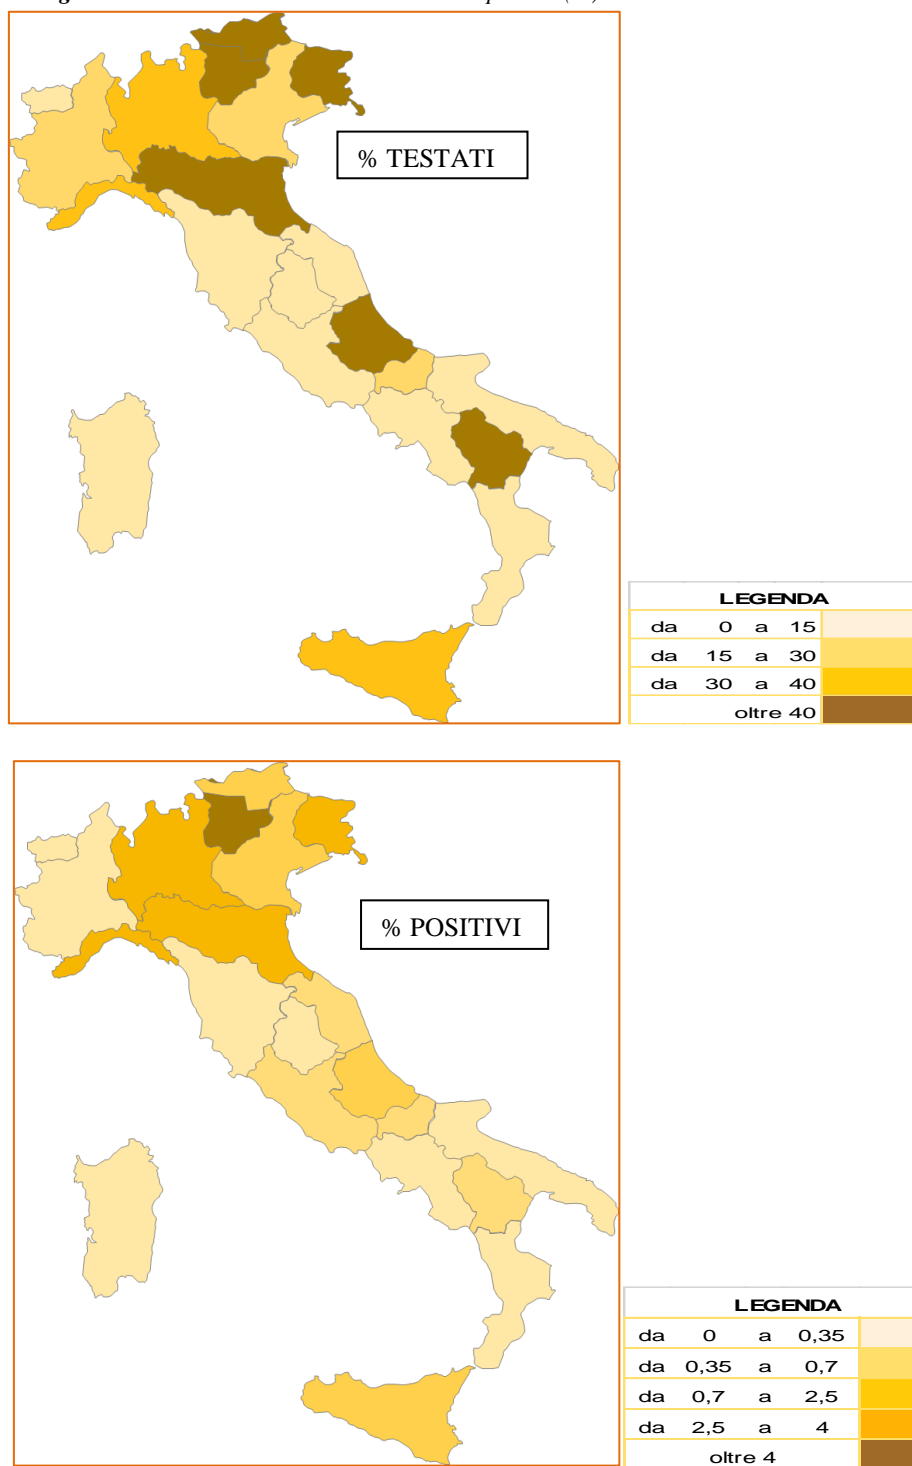 % TESTATI
LEGENDA
da 0 a 15
da 15 a 30
da 30 a 40
oltre 40
% POSITIVI
LEGENDA
da 0 a 0,35
da 0,35 a 0,7
da 0,7 a 2,5
da 2,5 a 4
oltre 4